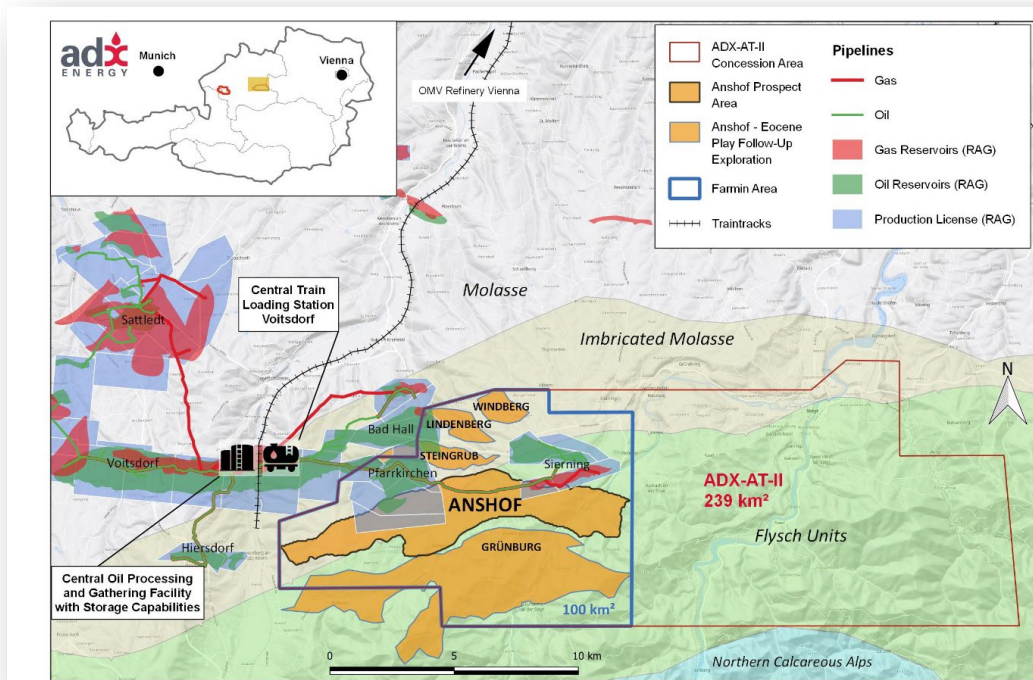 adx
ENERGY
Munich
Vienna
OMV Refinery Vienna
ADX-AT-II
Concession Area
Anshof Prospect
Area
Anshof - Eocene
Play Follow-Up
Exploration
Farmin Area
Traintracks
Pipelines
Gas
Oil
Gas Reservoirs (RAG)
Oil Reservoirs (RAG)
Production License (RAG)
Central Train
Loading Station
Voitsdorf
Molasse
Sattledt
Imbricated Molasse
N
WINDBERG
LINDENBERG
Bad Hall
STEINGRUB
Voitsdorf
Pfarrkirchen
Sierning
ADX-AT-II
239 km²
ANSHOF
Flysch Units
GRÜNBURG
Hiersdorf
Central Oil Processing
and Gathering Facility
with Storage Capabilities
100 km²
Northern Calcareous Alps
0
5
10 km